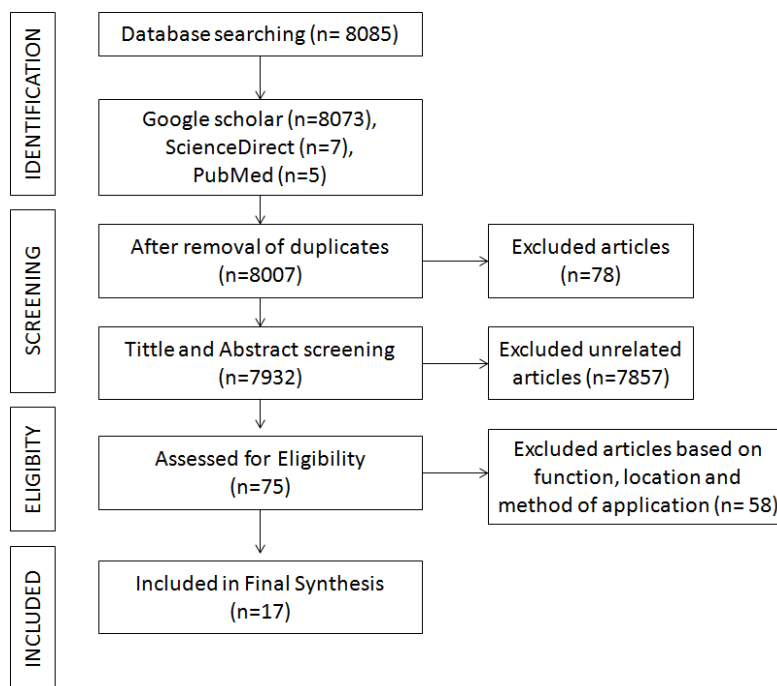 IDENTIFICATION
Database searching (n= 8085)
Google scholar (n=8073),
ScienceDirect (n=7),
PubMed (n=5)
SCREENING
After removal of duplicates
(n=8007)
Excluded articles
(n=78)
Tittle and Abstract screening
(n=7932)
Excluded unrelated
articles (n=7857)
ELIGIBITY
Assessed for Eligibility
(n=75)
Excluded articles based on
function, location and
method of application (n= 58)
INCLUDED
Included in Final Synthesis
(n=17)